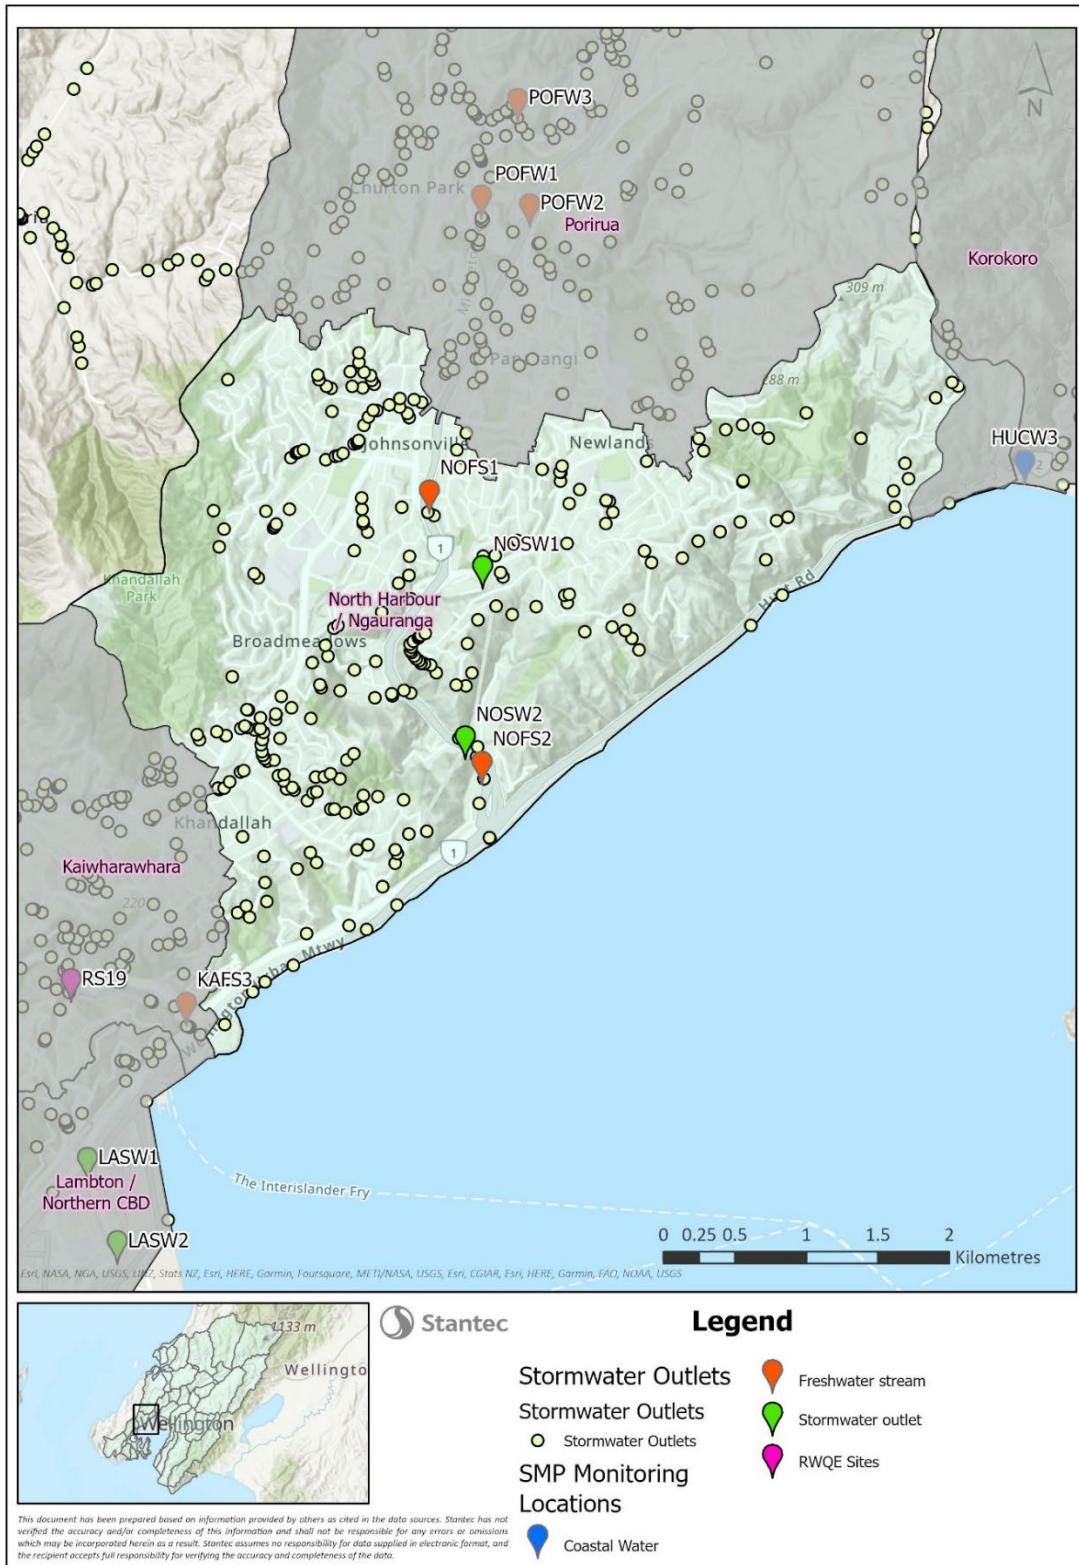 POFW3
N
Churton Park
POFW1
POFW2
Porirua
Korokoro
309 m
288 m
Johnsonville
Newlands
HUCW3
2
NOFS1
1
NOSW1
Khandallah
Park
Hutt Rd
North Harbour
/ Ngauranga
Broadmeadows
NOSW2
NOFS2
Khandallah
1
Kaiwharawhara
220
RS19
KAFS3
Wellington Urban Mtwy
LASW1
Lambton /
Northern CBD
LASW2
The Interislander Fry
0 0.25 0.5 1 1.5 2
Kilometres
Esri, NASA, NGA, USGS, LINZ, Stats NZ, Esri, HERE, Garmin, Foursquare, METI/NASA, USGS, Esri, CGIAR, Esri, HERE, Garmin, FAO, NOAA, USGS
1133 m
Wellingto
Wellington
Stantec
Legend
Stormwater Outlets
Stormwater Outlets
Stormwater Outlets
SMP Monitoring
Locations
Coastal Water
Freshwater stream
Stormwater outlet
RWQE Sites
This document has been prepared based on information provided by others as cited in the data sources. Stantec has not
verified the accuracy and/or completeness of this information and shall not be responsible for any errors or omissions
which may be incorporated herein as a result. Stantec assumes no responsibility for data supplied in electronic format, and
the recipient accepts full responsibility for verifying the accuracy and completeness of the data.